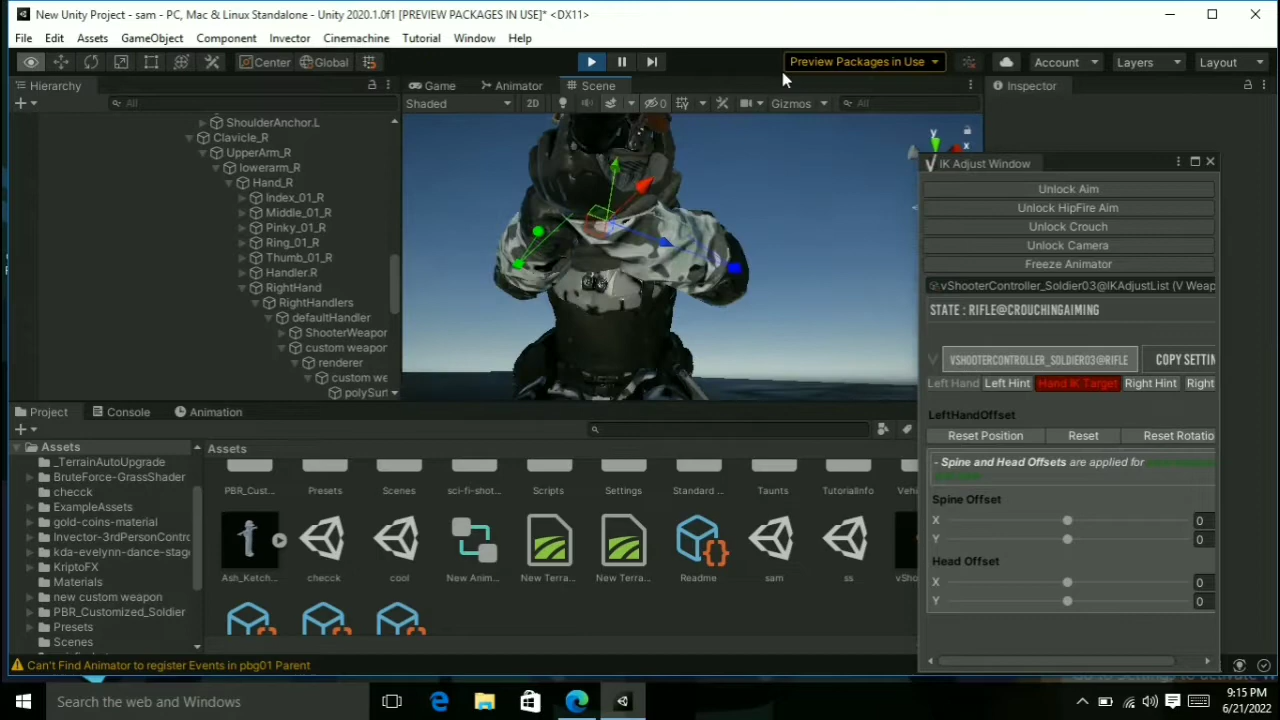 New Unity Project - sam - PC, Mac & Linux Standalone - Unity 2020.1.0f1 [PREVIEW PACKAGES IN USE]* <DX11>
File Edit Assets GameObject Component Invector Cinemachine Tutorial Window Help
Center Global Preview Packages in Use Account Layers Layout
Hierarchy Game Animator Scene Inspector
All Shaded 2D 0 Gizmos All
ShoulderAnchor.L
Clavicle_R
UpperArm_R
lowerarm_R
Hand_R
Index_01_R
Middle_01_R
Pinky_01_R
Ring_01_R
Thumb_01_R
Handler.R
RightHand
RightHandlers
defaultHandler
ShooterWeapon
custom weapon
renderer
custom we
polySur
y
x
IK Adjust Window
Unlock Aim
Unlock HipFire Aim
Unlock Crouch
Unlock Camera
Freeze Animator
vShooterController_Soldier03@IKAdjustList (V Weap
STATE : RIFLE@CROUCHINGAIMING
VSHOOTERCONTROLLER_SOLDIER03@RIFLE COPY SETTIN
Left Hand Left Hint Hand IK Target Right Hint Right
LeftHandOffset
Reset Position Reset Reset Rotatio
- Spine and Head Offsets are applied for
Spine Offset
X 0
Y 0
Head Offset
X 0
Y 0
Project Console Animation
Assets
_TerrainAutoUpgrade
BruteForce-GrassShader
checck
ExampleAssets
gold-coins-material
Invector-3rdPersonContro
kda-evelynn-dance-stage
KriptoFX
Materials
new custom weapon
PBR_Customized_Soldier
Presets
Scenes
Assets
PBR_Cust... Presets Scenes sci-fi-shot... Scripts Settings Standard ... Taunts TutorialInfo Vehi
Ash_Ketch... checck cool New Anim... New Terra... New Terra... Readme sam ss vSho
Can't Find Animator to register Events in pbg01 Parent
Search the web and Windows
9:15 PM
6/21/2022